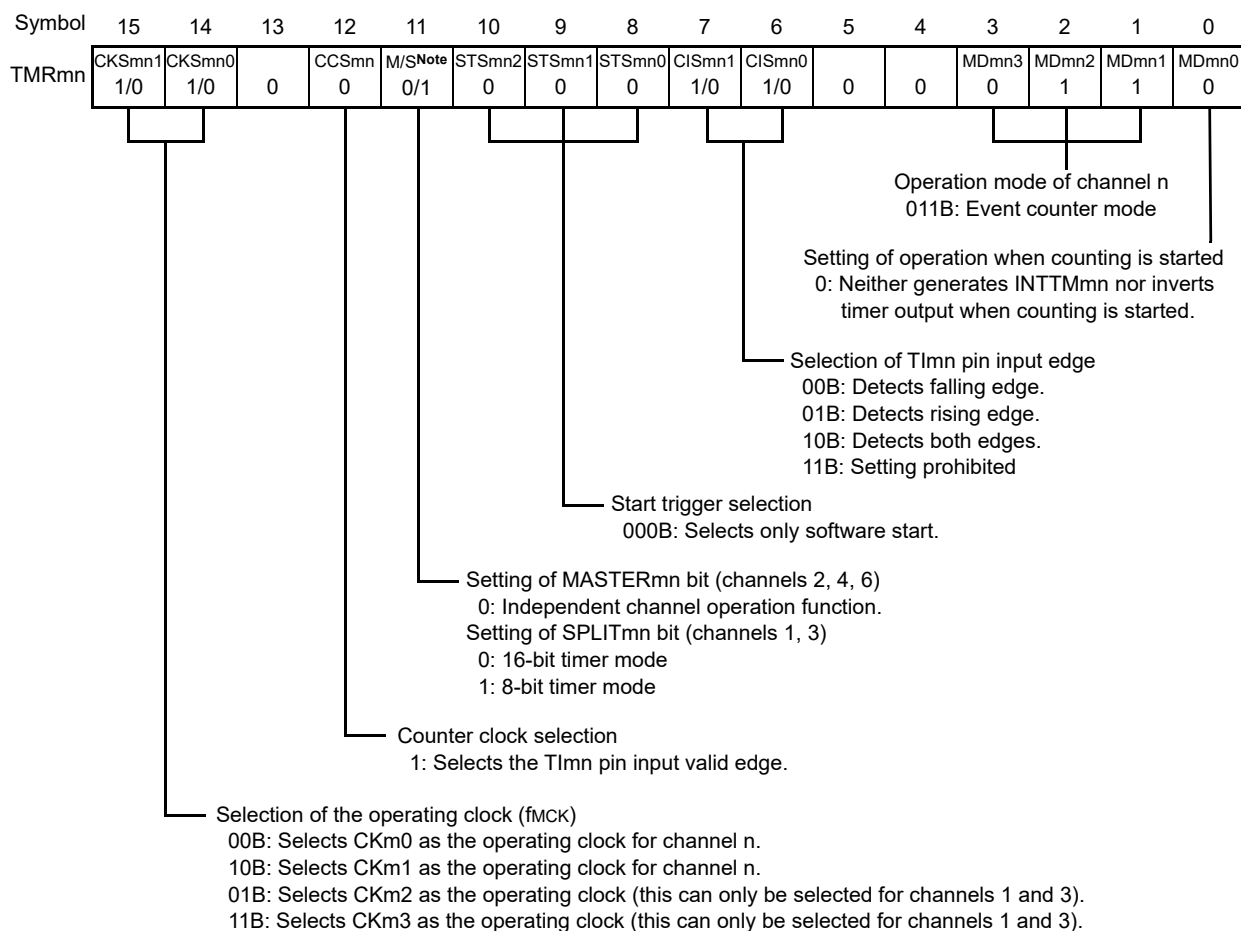 Symbol 15 14 13 12 11 10 9 8 7 6 5 4 3 2 1 0
TMRmn CKSmn1 CKSmn0 CCSmn M/SNote STSmn2 STSmn1 STSmn0 CISmn1 CISmn0 MDmn3 MDmn2 MDmn1 MDmn0
1/0 1/0 0 0 0/1 0 0 0 1/0 1/0 0 0 0 1 1 0
Operation mode of channel n
011B: Event counter mode
Setting of operation when counting is started
0: Neither generates INTTMmn nor inverts
timer output when counting is started.
Selection of TImn pin input edge
00B: Detects falling edge.
01B: Detects rising edge.
10B: Detects both edges.
11B: Setting prohibited
Start trigger selection
000B: Selects only software start.
Setting of MASTERmn bit (channels 2, 4, 6)
0: Independent channel operation function.
Setting of SPLITmn bit (channels 1, 3)
0: 16-bit timer mode
1: 8-bit timer mode
Counter clock selection
1: Selects the TImn pin input valid edge.
Selection of the operating clock (fMCK)
00B: Selects CKm0 as the operating clock for channel n.
10B: Selects CKm1 as the operating clock for channel n.
01B: Selects CKm2 as the operating clock (this can only be selected for channels 1 and 3).
11B: Selects CKm3 as the operating clock (this can only be selected for channels 1 and 3).